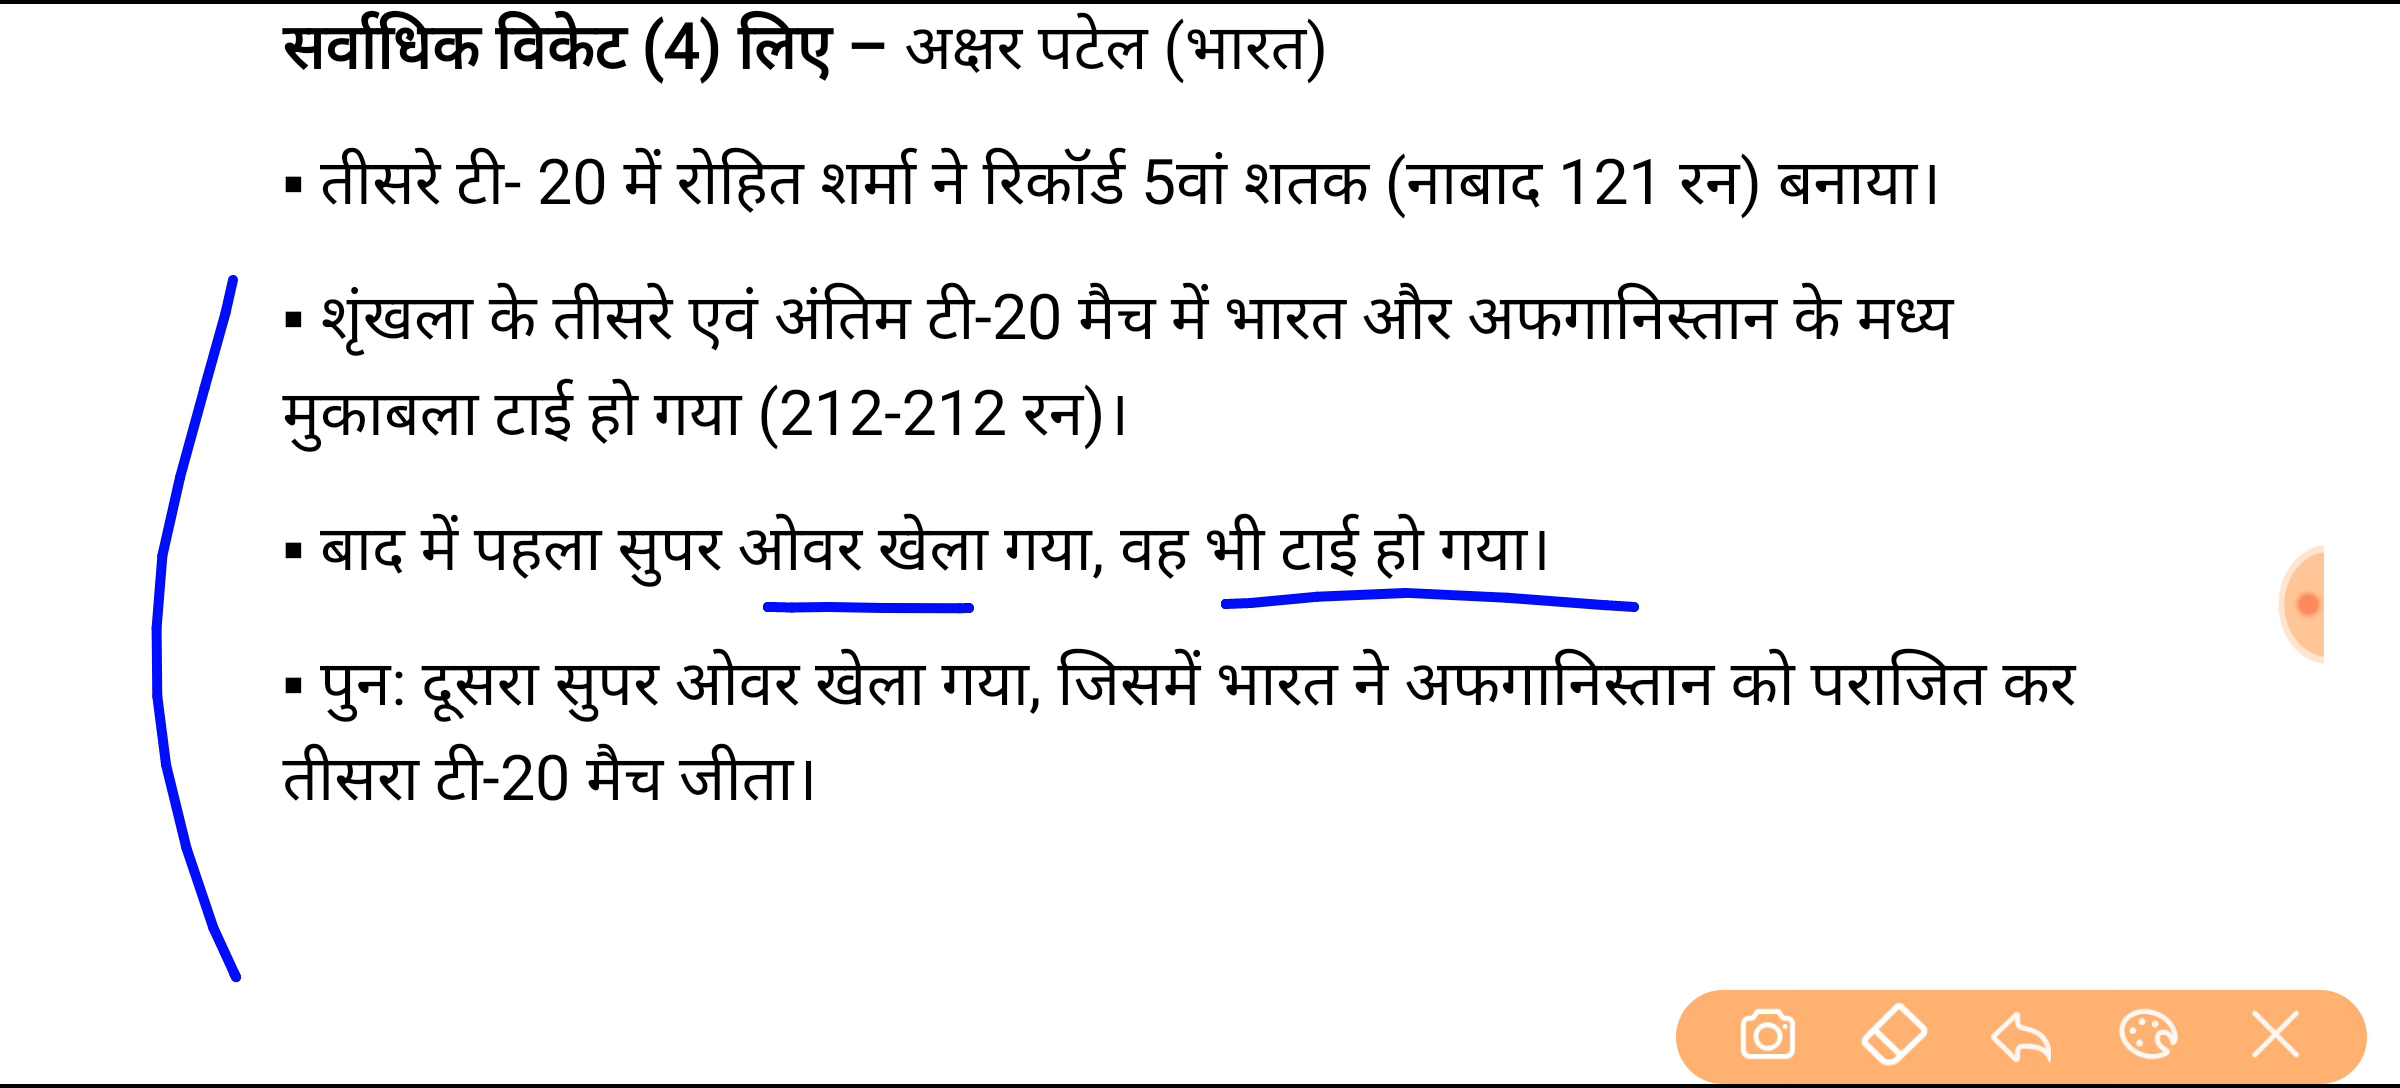 सर्वाधिक विकेट (4) लिए – अक्षर पटेल (भारत)
▪ तीसरे टी- 20 में रोहित शर्मा ने रिकॉर्ड 5वां शतक (नाबाद 121 रन) बनाया।
▪ शृंखला के तीसरे एवं अंतिम टी-20 मैच में भारत और अफगानिस्तान के मध्य
मुकाबला टाई हो गया (212-212 रन)।
▪ बाद में पहला सुपर ओवर खेला गया, वह भी टाई हो गया।
▪ पुन: दूसरा सुपर ओवर खेला गया, जिसमें भारत ने अफगानिस्तान को पराजित कर
तीसरा टी-20 मैच जीता।